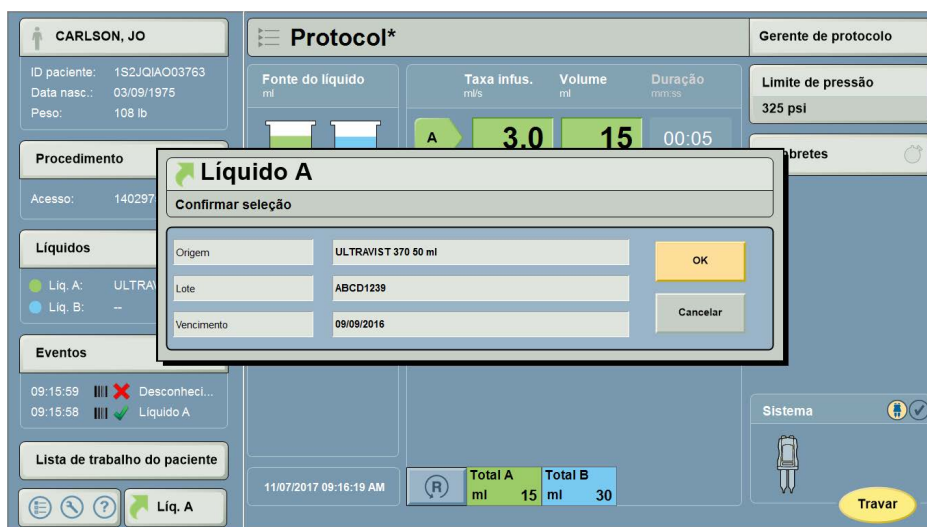 CARLSON, JO
ID paciente: 1S2JQIAO03763
Data nasc.: 03/09/1975
Peso: 108 lb
Procedimento
Acesso: 14029
Líquidos
Liq. A:
Liq. B: --
Eventos
09:15:59 Desconheci...
09:15:58 Líquido A
Lista de trabalho do paciente
Líq. A
Protocol*
Fonte do líquido
ml
Taxa infus. Volume Duração
ml/s ml mm:ss
A 3.0 15 00:05
Líquido A
Confirmar seleção
Origem ULTRAVIST 370 50 ml
Lote ABCD1239
Vencimento 09/09/2016
OK
Cancelar
11/07/2017 09:16:19 AM
R
Total A Total B
ml 15 ml 30
Gerente de protocolo
Limite de pressão
325 psi
Sistema
Travar